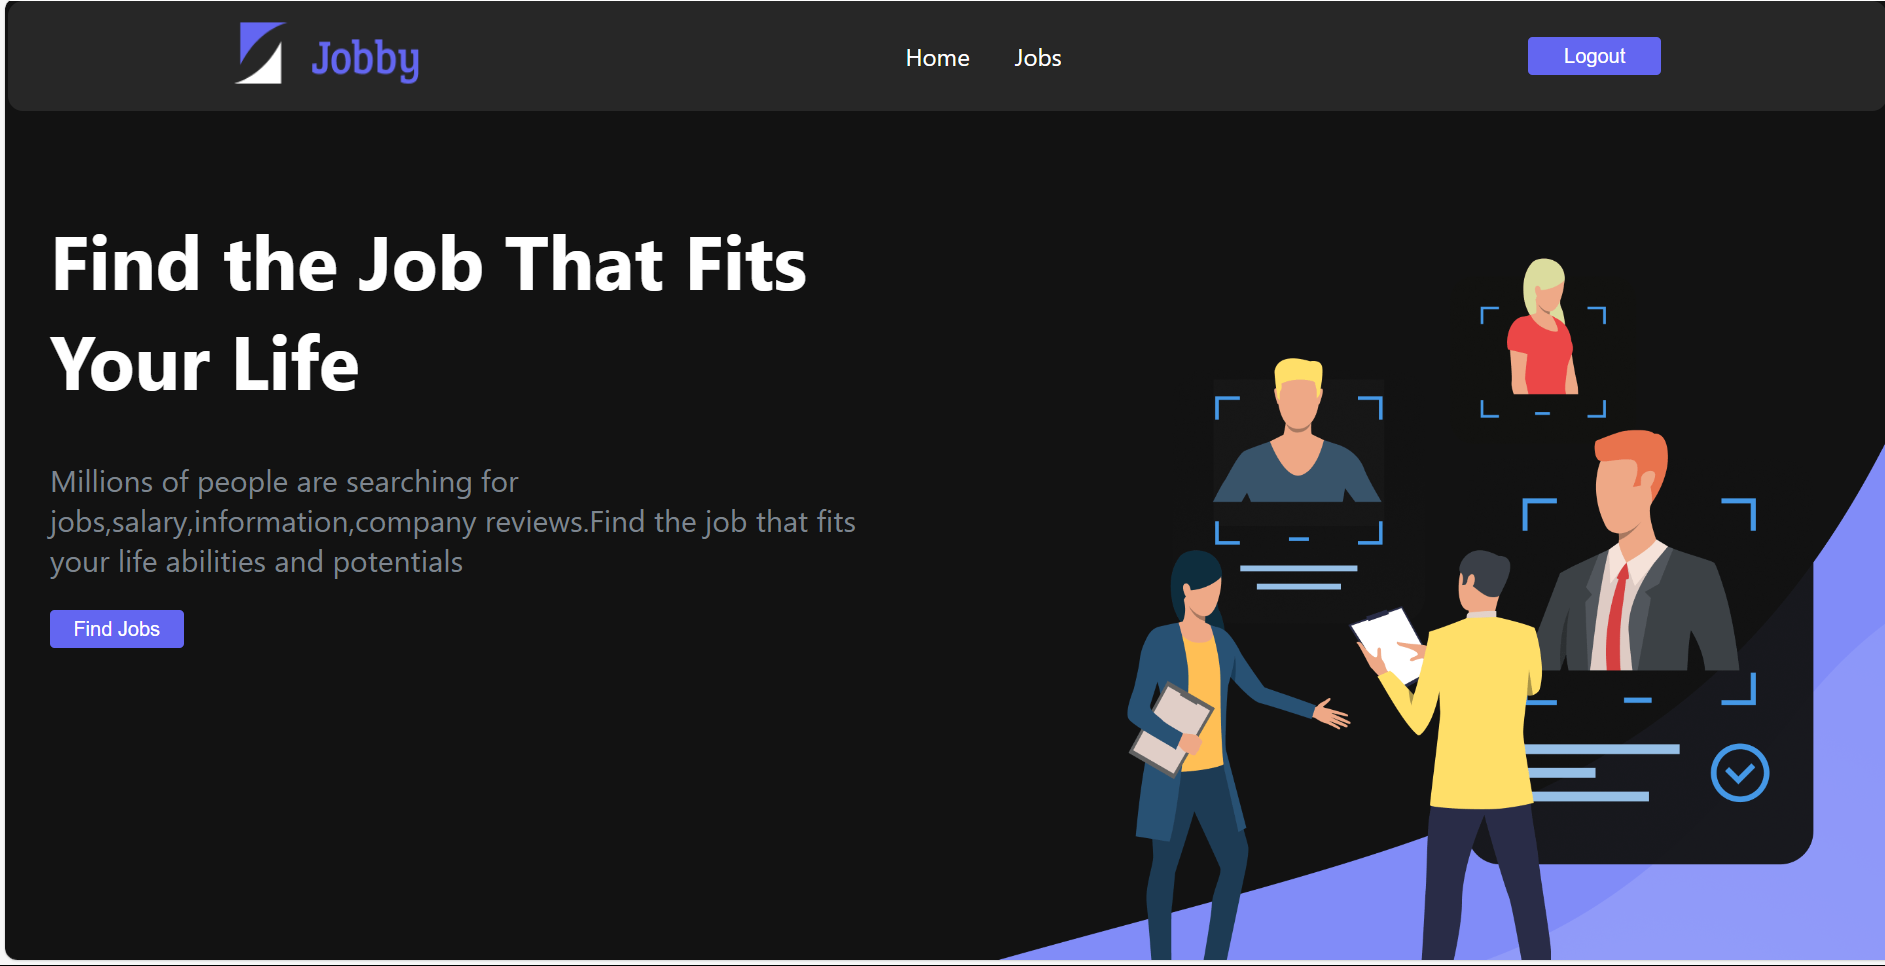 Jobby
Home Jobs
Logout
Find the Job That Fits
Your Life
Millions of people are searching for
jobs,salary,information,company reviews.Find the job that fits
your life abilities and potentials
Find Jobs